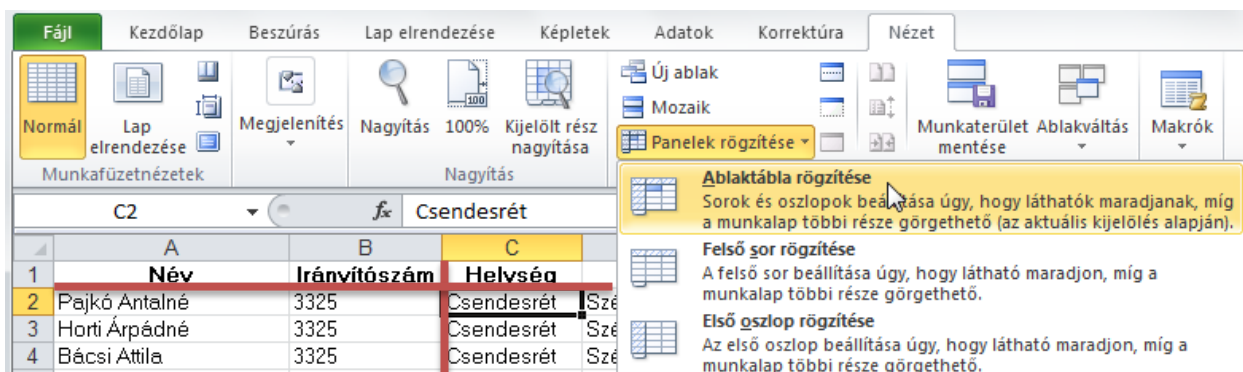 Fájl Kezdőlap Beszúrás Lap elrendezése Képletek Adatok Korrektúra Nézet
Normál
Lap elrendezése
Munkafüzetnézetek
Megjelenítés
Nagyítás
100%
Kijelölt rész nagyítása
Nagyítás
Új ablak
Mozaik
Panelek rögzítése
Munkaterület mentése
Ablakváltás
Makrók
Ablaktábla rögzítése
Sorok és oszlopok beállítása úgy, hogy láthatók maradjanak, míg
a munkalap többi része görgethető (az aktuális kijelölés alapján).
Felső sor rögzítése
A felső sor beállítása úgy, hogy látható maradjon, míg a
munkalap többi része görgethető.
Első oszlop rögzítése
Az első oszlop beállítása úgy, hogy látható maradjon, míg a
munkalap többi része görgethető.
C2 fx Csendesrét
A B C
1 Név Irányítószám Helység
2 Pajkó Antalné 3325 Csendesrét Szé
3 Horti Árpádné 3325 Csendesrét Szé
4 Bácsi Attila 3325 Csendesrét Szé